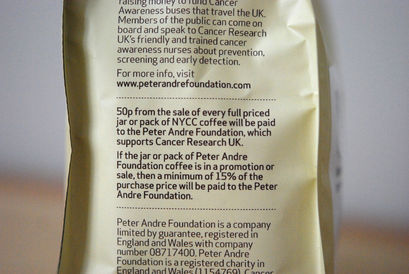 raising money to fund Cancer
Awareness buses that travel the UK.
Members of the public can come on
board and speak to Cancer Research
UK's friendly and trained cancer
awareness nurses about prevention,
screening and early detection.
For more info, visit
www.peterandrefoundation.com
50p from the sale of every full priced
jar or pack of NYCC coffee will be paid
to the Peter Andre Foundation, which
supports Cancer Research UK.
If the jar or pack of Peter Andre
Foundation coffee is in a promotion or
sale, then a minimum of 15% of the
purchase price will be paid to the Peter
Andre Foundation.
Peter Andre Foundation is a company
limited by guarantee, registered in
England and Wales with company
number 08717400. Peter Andre
Foundation is a registered charity in
England and Wales (1154769). Cancer